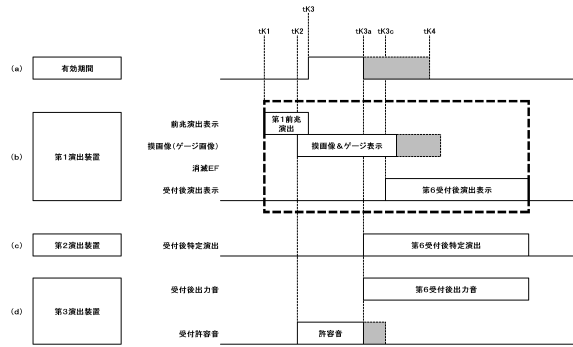 tK3
tK1
tK2
tK3a
tK3c
tK4
(a)
有効期間
(b)
第1演出装置
前兆演出表示
第1前兆
演出
摸画像(ゲージ画像)
摸画像&ゲージ表示
消滅EF
受付後演出表示
第6受付後演出表示
(c)
第2演出装置
受付後特定演出
第6受付後特定演出
(d)
第3演出装置
受付後出力音
第6受付後出力音
受付許容音
許容音